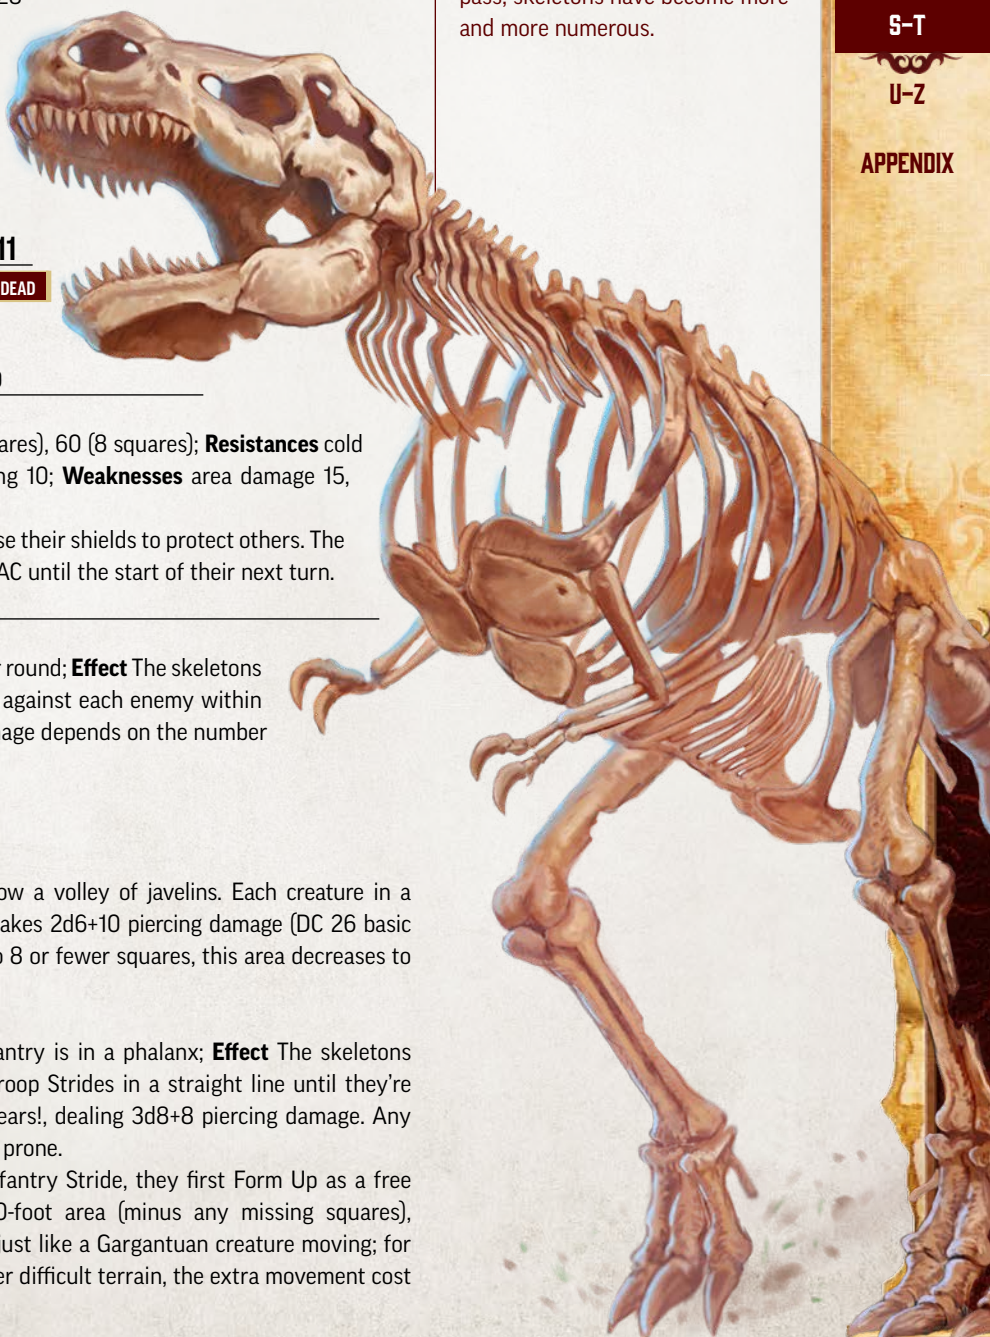 pass, skeletons have become more
and more numerous.
S–T
U–Z
APPENDIX
11
DEAD
ares), 60 (8 squares); Resistances cold
ng 10; Weaknesses area damage 15,
se their shields to protect others. The
AC until the start of their next turn.
r round; Effect The skeletons
against each enemy within
age depends on the number
ow a volley of javelins. Each creature in a
akes 2d6+10 piercing damage (DC 26 basic
o 8 or fewer squares, this area decreases to
antry is in a phalanx; Effect The skeletons
roop Strides in a straight line until they're
ears!, dealing 3d8+8 piercing damage. Any
prone.
fantry Stride, they first Form Up as a free
0-foot area (minus any missing squares),
just like a Gargantuan creature moving; for
er difficult terrain, the extra movement cost